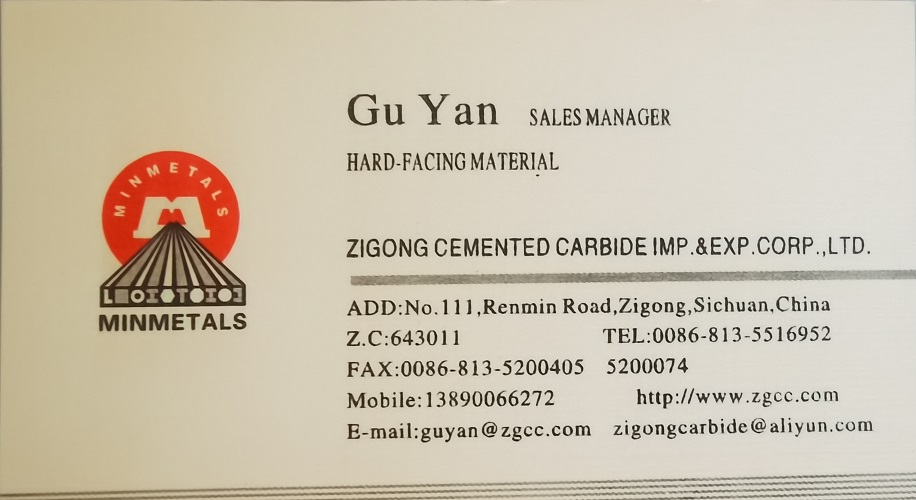 Gu Yan SALES MANAGER
HARD-FACING MATERIAL
MINMETALS
M
MINMETALS
ZIGONG CEMENTED CARBIDE IMP.&EXP.CORP.,LTD.
ADD:No.111,Renmin Road,Zigong,Sichuan,China
Z.C:643011 TEL:0086-813-5516952
FAX:0086-813-5200405 5200074
Mobile:13890066272 http://www.zgcc.com
E-mail:guyan@zgcc.com zigongcarbide@aliyun.com